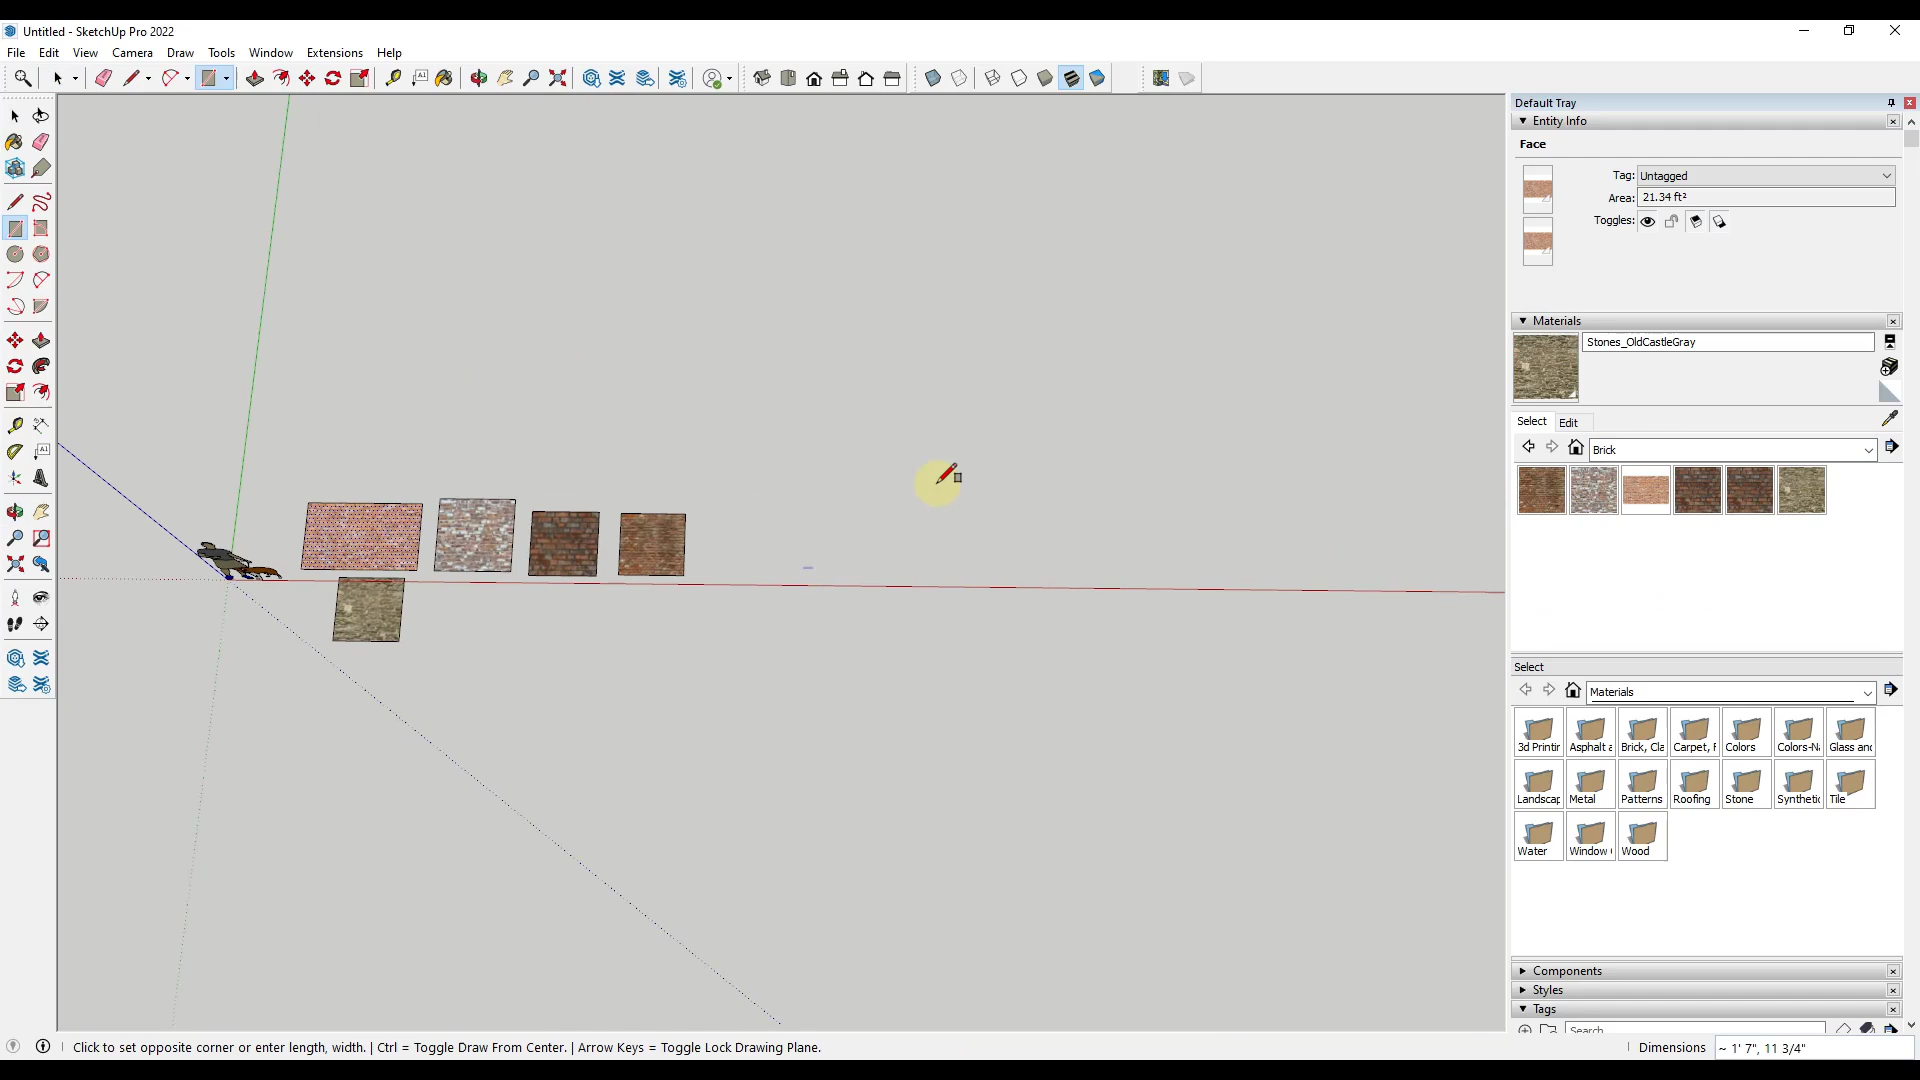 Untitled - SketchUp Pro 2022
File Edit View Camera Draw Tools Window Extensions Help
Default Tray
Entity Info
Face
Tag: Untagged
Area: 21.34 ft²
Toggles:
Materials
Stones_OldCastleGray
Select Edit
Brick
Select
Materials
3d Printir Asphalt a Brick, Cla Carpet, F Colors Colors-Na Glass and
Landscap Metal Patterns Roofing Stone Synthetic Tile
Water Window Wood
Components
Styles
Tags
Search
Click to set opposite corner or enter length, width. | Ctrl = Toggle Draw From Center. | Arrow Keys = Toggle Lock Drawing Plane.
Dimensions ~ 1' 7", 11 3/4"